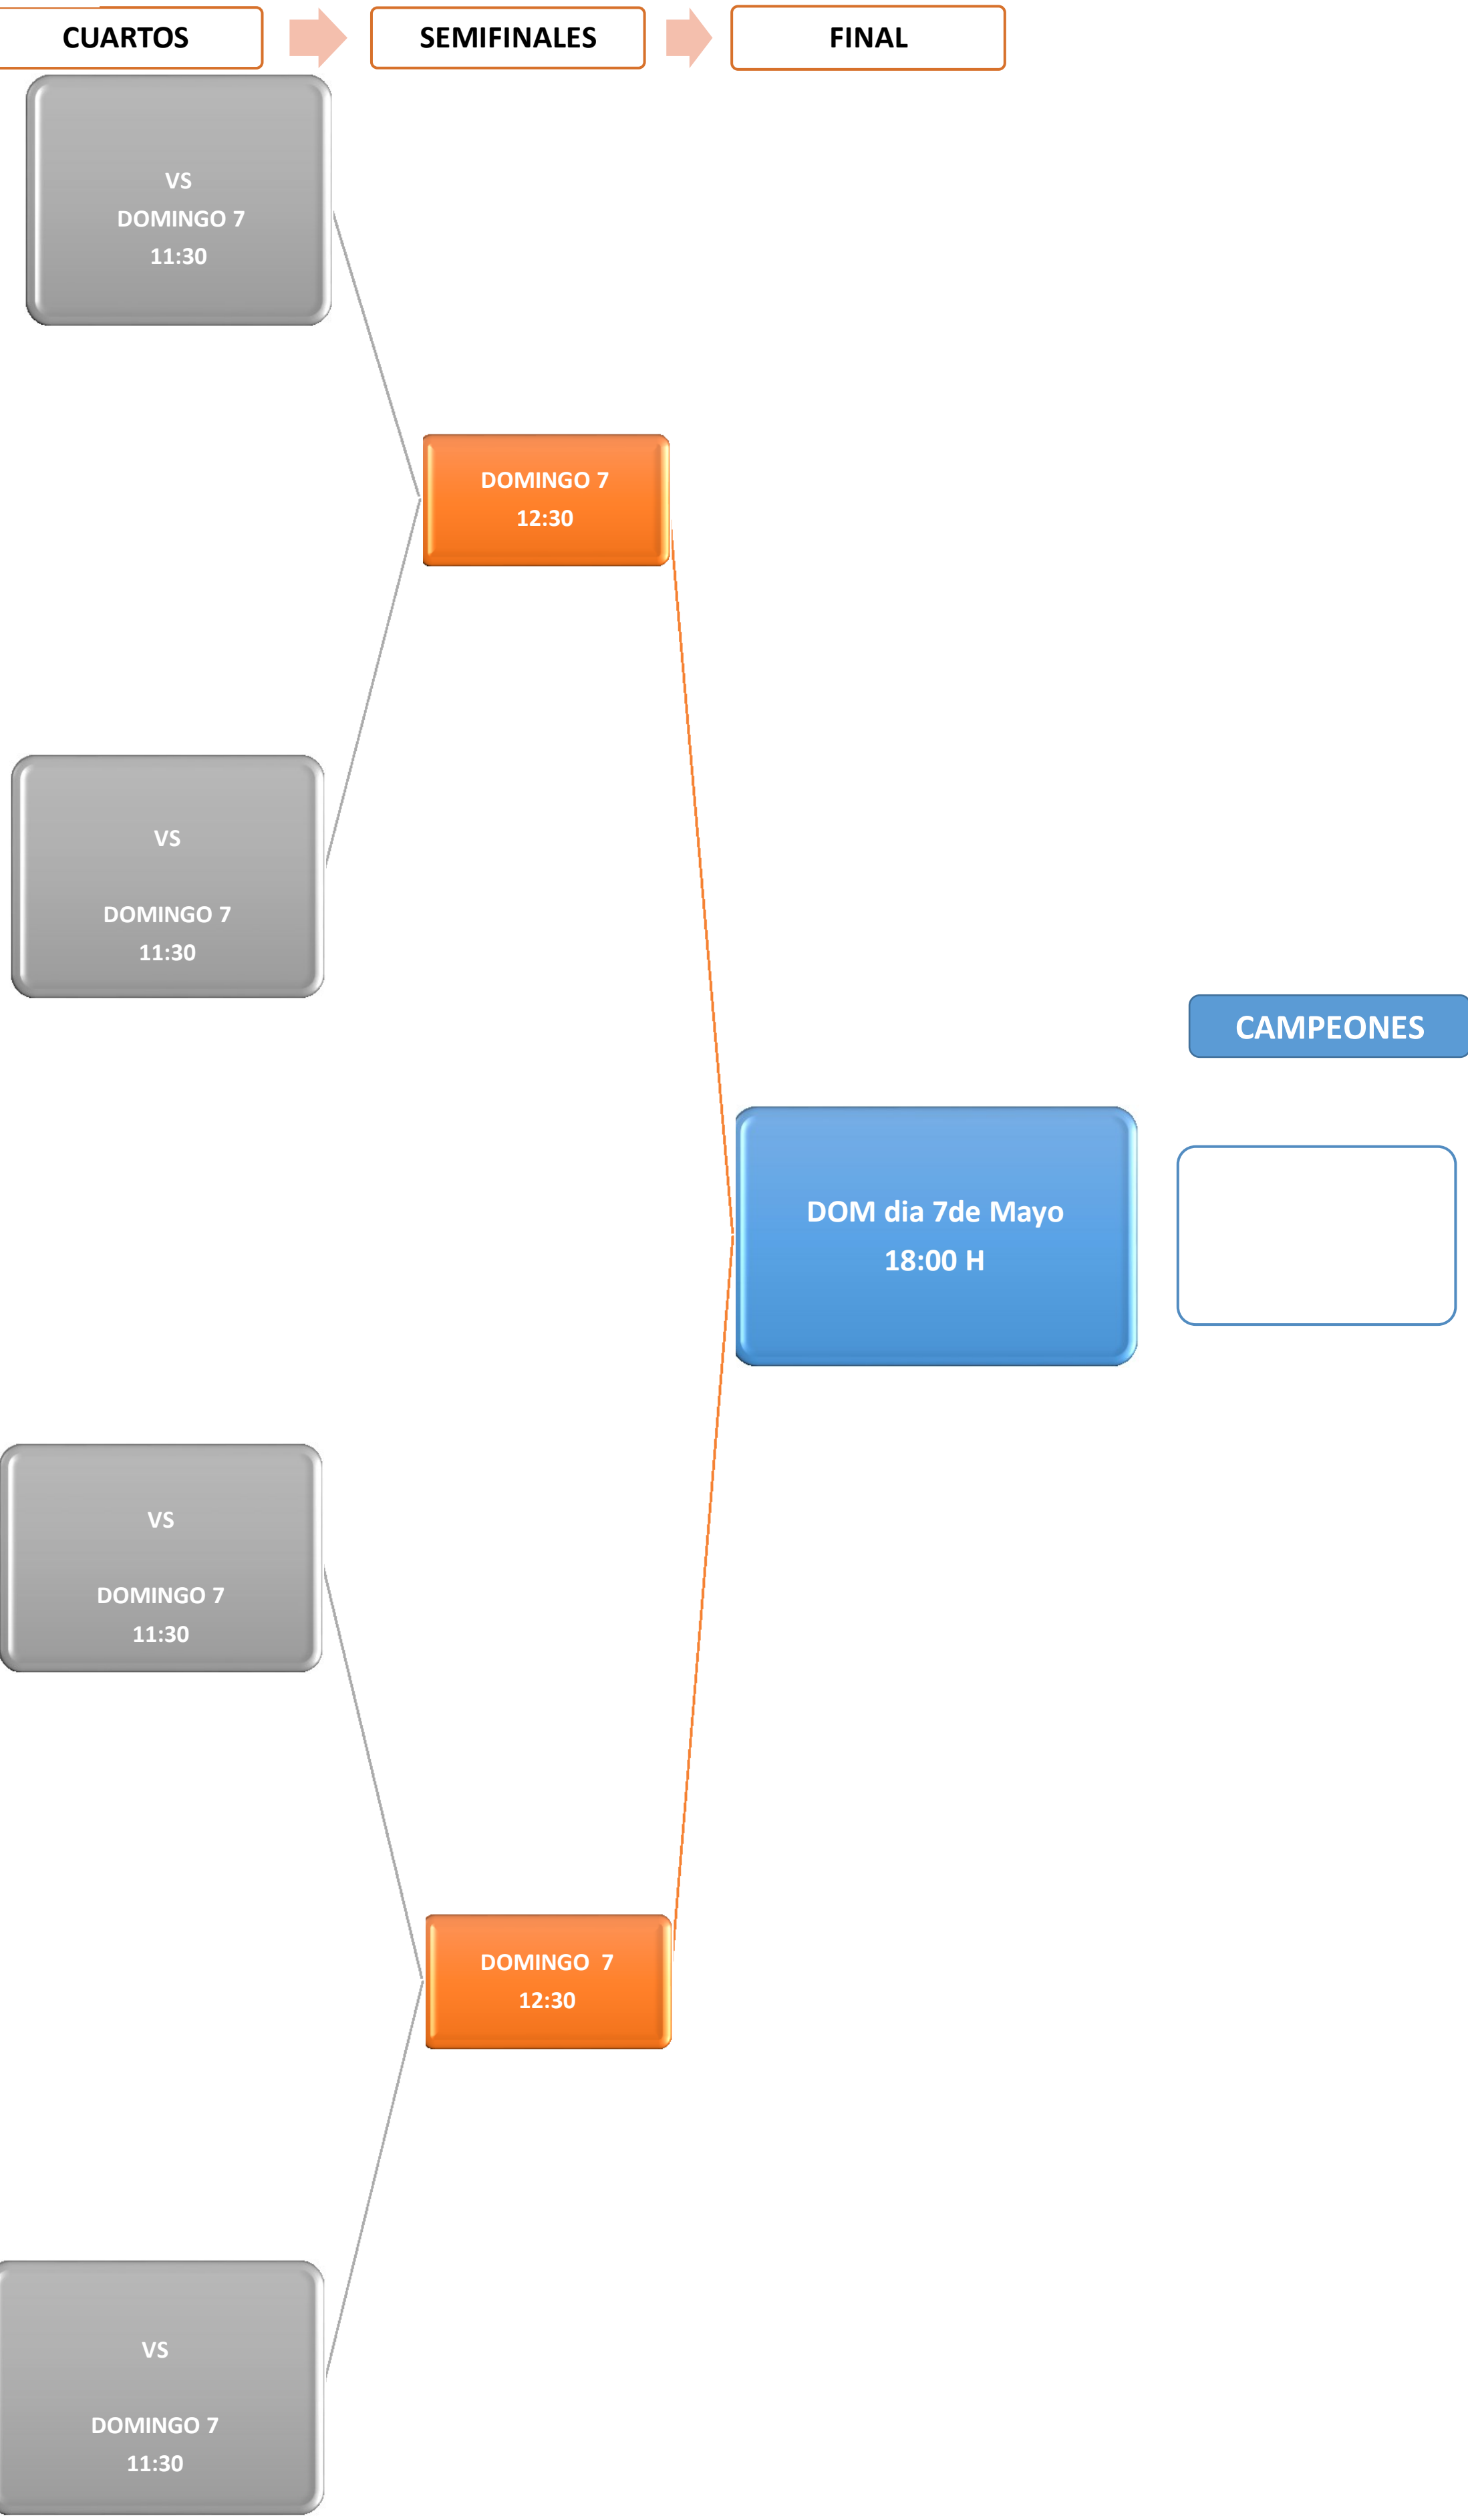 CUARTOS
SEMIFINALES
FINAL
VS
DOMINGO 7
11:30
DOMINGO 7
12:30
VS
DOMINGO 7
11:30
CAMPEONES
DOM dia 7de Mayo
18:00 H
VS
DOMINGO 7
11:30
DOMINGO  7
12:30
VS
DOMINGO 7
11:30